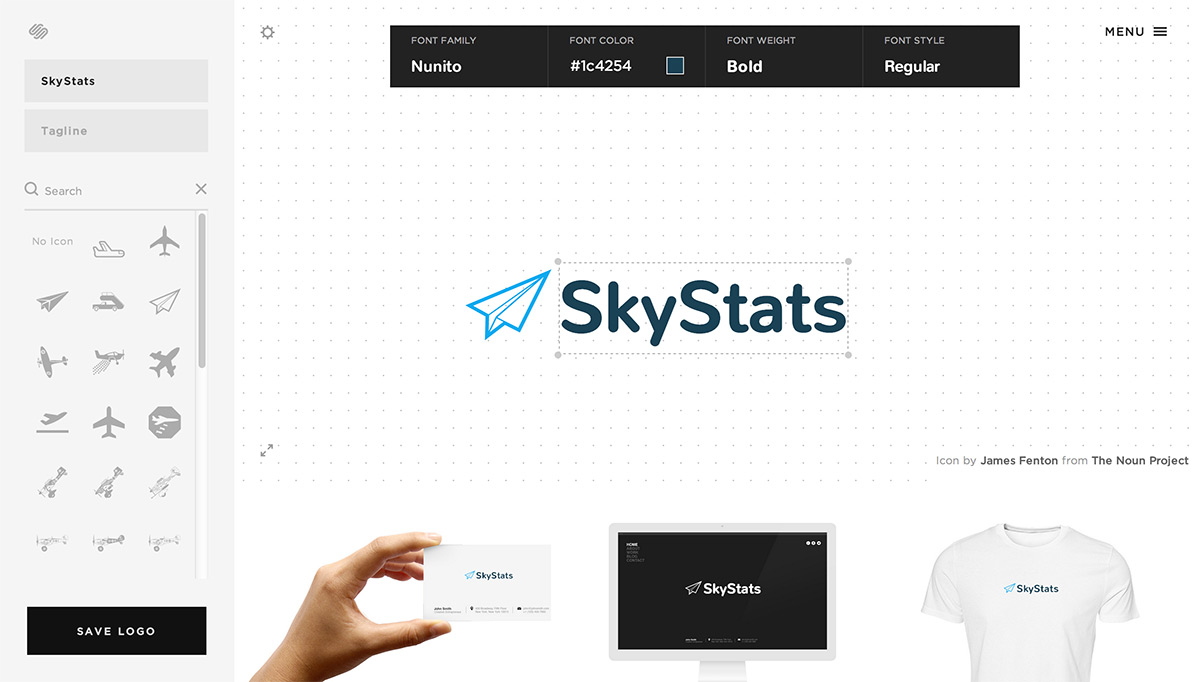 SkyStats
Tagline
Search
No Icon
SAVE LOGO
FONT FAMILY
Nunito
FONT COLOR
#1c4254
FONT WEIGHT
Bold
FONT STYLE
Regular
MENU
SkyStats
Icon by James Fenton from The Noun Project
SkyStats
John Smith
HOME
ABOUT
WORK
BLOG
CONTACT
SkyStats
SkyStats